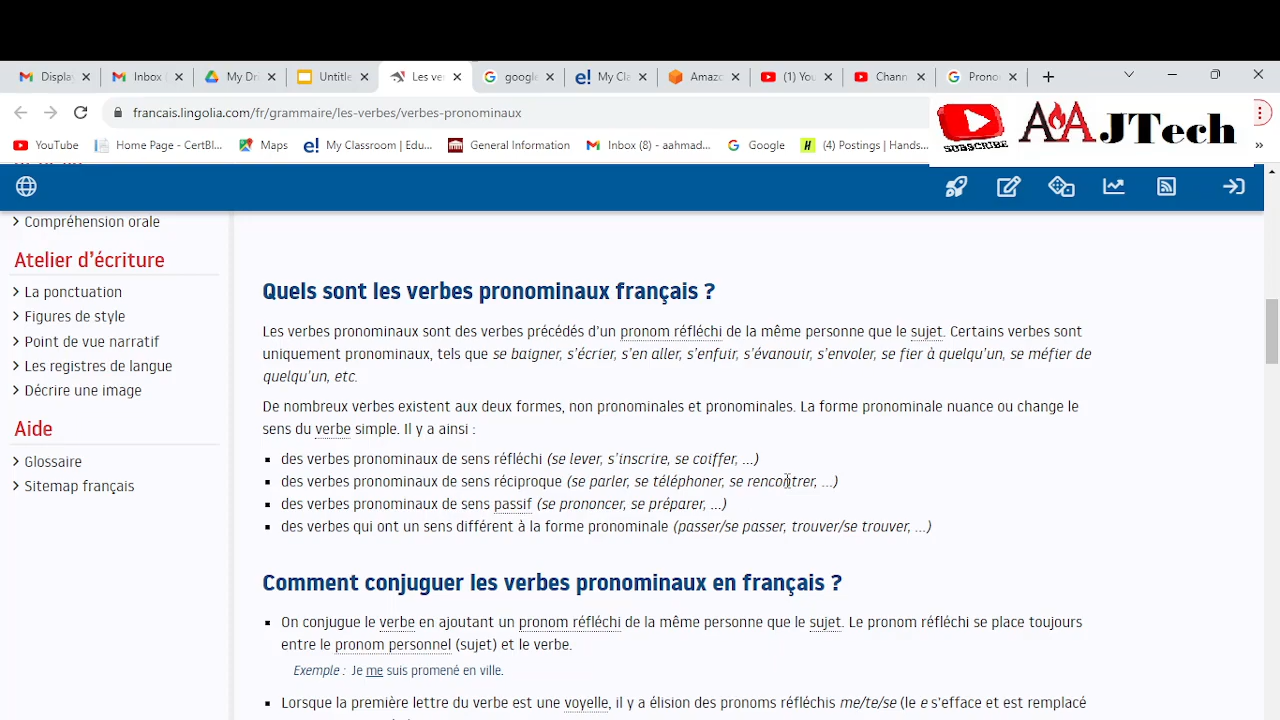 Displa
Inbox
My Dri
Untitle
Les ver
google
My Cla
Amazo
(1) You
Chann
Prono
francais.lingolia.com/fr/grammaire/les-verbes/verbes-pronominaux
SUBSCRIBE
AAJTech
YouTube
Home Page - CertBl...
Maps
My Classroom | Edu...
General Information
Inbox (8) - aahmad...
Google
(4) Postings | Hands...
Compréhension orale
Atelier d'écriture
La ponctuation
Figures de style
Point de vue narratif
Les registres de langue
Décrire une image
Aide
Glossaire
Sitemap français
Quels sont les verbes pronominaux français ?
Les verbes pronominaux sont des verbes précédés d'un pronom réfléchi de la même personne que le sujet. Certains verbes sont
uniquement pronominaux, tels que se baigner, s'écrier, s'en aller, s'enfuir, s'évanouir, s'envoler, se fier à quelqu'un, se méfier de
quelqu'un, etc.
De nombreux verbes existent aux deux formes, non pronominales et pronominales. La forme pronominale nuance ou change le
sens du verbe simple. Il y a ainsi :
des verbes pronominaux de sens réfléchi (se lever, s'inscrire, se coiffer, ...)
des verbes pronominaux de sens réciproque (se parler, se téléphoner, se rencontrer, ...)
des verbes pronominaux de sens passif (se prononcer, se préparer, ...)
des verbes qui ont un sens différent à la forme pronominale (passer/se passer, trouver/se trouver, ...)
Comment conjuguer les verbes pronominaux en français ?
On conjugue le verbe en ajoutant un pronom réfléchi de la même personne que le sujet. Le pronom réfléchi se place toujours
entre le pronom personnel (sujet) et le verbe.
Exemple : Je me suis promené en ville.
Lorsque la première lettre du verbe est une voyelle, il y a élision des pronoms réfléchis me/te/se (le e s'efface et est remplacé